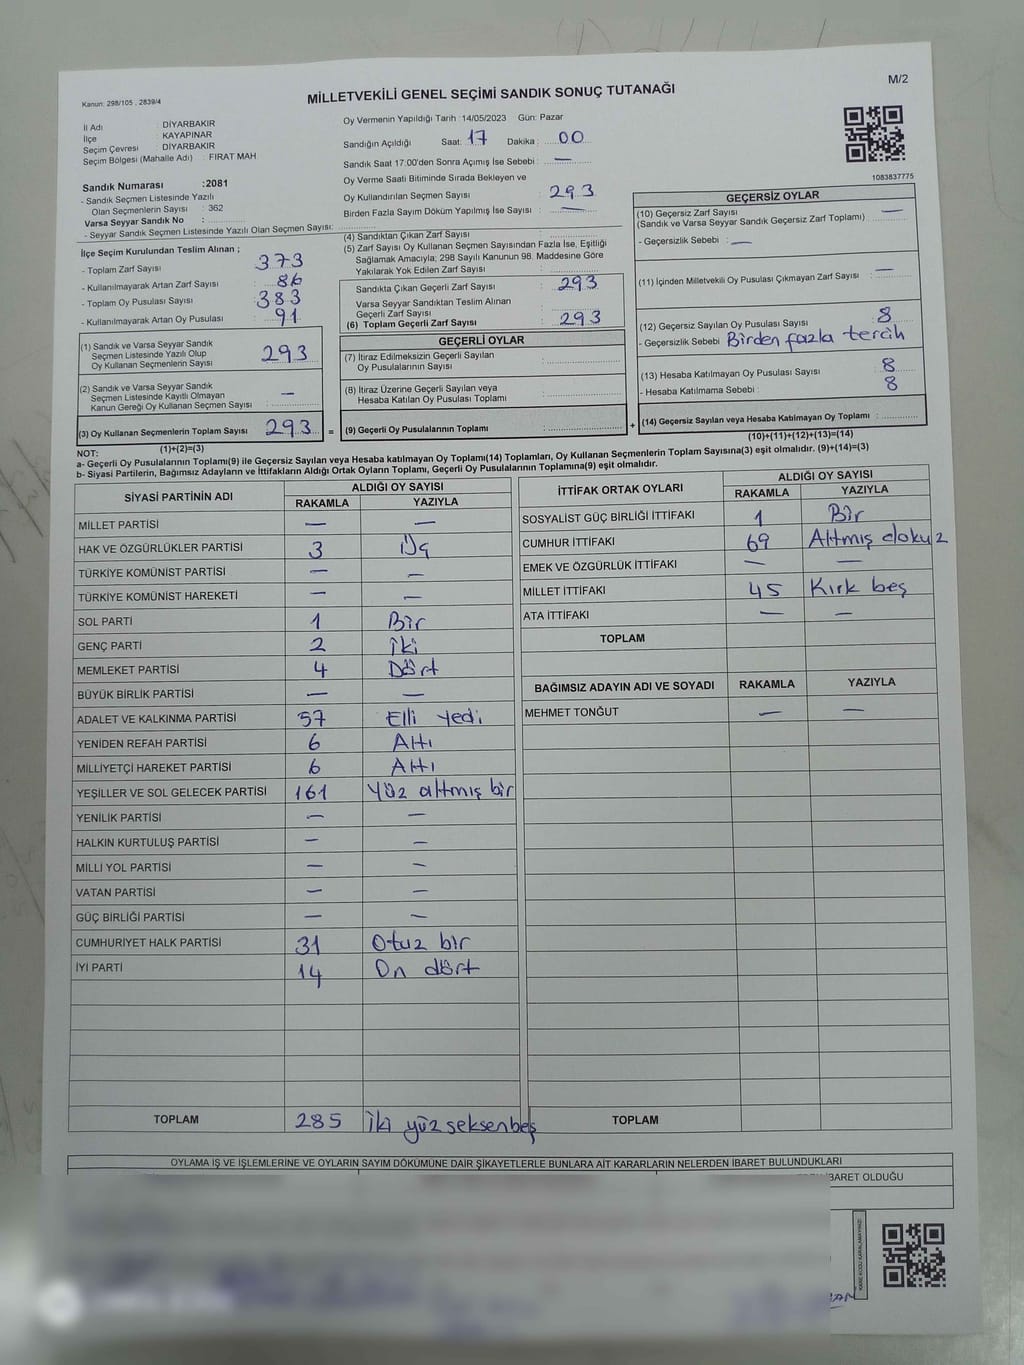 Kanun: 298/105 , 2839/4
MİLLETVEKİLİ GENEL SEÇİMİ SANDIK SONUÇ TUTANAĞI
M/2
İl Adı : DİYARBAKIR
İlçe : KAYAPINAR
Seçim Çevresi : DİYARBAKIR
Seçim Bölgesi (Mahalle Adı) : FIRAT MAH
Sandık Numarası :2081
- Sandık Seçmen Listesinde Yazılı
Olan Seçmenlerin Sayısı : 362
Varsa Seyyar Sandık No :
- Seyyar Sandık Seçmen Listesinde Yazılı Olan Seçmen Sayısı:
Oy Vermenin Yapıldığı Tarih : 14/05/2023 Gün: Pazar
Sandığın Açıldığı Saat: 17 Dakika : 00
Sandık Saat 17:00'den Sonra Açımış İse Sebebi : —
Oy Verme Saati Bitiminde Sırada Bekleyen ve
Oy Kullandırılan Seçmen Sayısı : 293
Birden Fazla Sayım Döküm Yapılmış İse Sayısı : —
1083837775
İlçe Seçim Kurulundan Teslim Alınan ;
- Toplam Zarf Sayısı : 373
- Kullanılmayarak Artan Zarf Sayısı : 86
- Toplam Oy Pusulası Sayısı : 383
- Kullanılmayarak Artan Oy Pusulası : 91
(1) Sandık ve Varsa Seyyar Sandık
Seçmen Listesinde Yazılı Olup
Oy Kullanan Seçmenlerin Sayısı : 293
(2) Sandık ve Varsa Seyyar Sandık
Seçmen Listesinde Kayıtlı Olmayan
Kanun Gereği Oy Kullanan Seçmen Sayısı : —
(3) Oy Kullanan Seçmenlerin Toplam Sayısı 293 =
(1)+(2)=(3)
(4) Sandıktan Çıkan Zarf Sayısı :
(5) Zarf Sayısı Oy Kullanan Seçmen Sayısından Fazla İse, Eşitliği
Sağlamak Amacıyla; 298 Sayılı Kanunun 98. Maddesine Göre
Yakılarak Yok Edilen Zarf Sayısı :
Sandıkta Çıkan Geçerli Zarf Sayısı : 293
Varsa Seyyar Sandıktan Teslim Alınan
Geçerli Zarf Sayısı :
(6) Toplam Geçerli Zarf Sayısı : 293
GEÇERLİ OYLAR
(7) İtiraz Edilmeksizin Geçerli Sayılan
Oy Pusulalarının Sayısı :
(8) İtiraz Üzerine Geçerli Sayılan veya
Hesaba Katılan Oy Pusulası Toplamı :
(9) Geçerli Oy Pusulalarının Toplamı : +
GEÇERSİZ OYLAR
(10) Geçersiz Zarf Sayısı : —
(Sandık ve Varsa Seyyar Sandık Geçersiz Zarf Toplamı)
- Geçersizlik Sebebi : —
(11) İçinden Milletvekili Oy Pusulası Çıkmayan Zarf Sayısı : —
(12) Geçersiz Sayılan Oy Pusulası Sayısı : 8
- Geçersizlik Sebebi Birden fazla tercih
(13) Hesaba Katılmayan Oy Pusulası Sayısı : 8
- Hesaba Katılmama Sebebi : 8
(14) Geçersiz Sayılan veya Hesaba Katılmayan Oy Toplamı :
(10)+(11)+(12)+(13)=(14)
NOT:
a- Geçerli Oy Pusulalarının Toplamı(9) ile Geçersiz Sayılan veya Hesaba katılmayan Oy Toplamı(14) Toplamları, Oy Kullanan Seçmenlerin Toplam Sayısına(3) eşit olmalıdır. (9)+(14)=(3)
b- Siyasi Partilerin, Bağımsız Adayların ve İttifakların Aldığı Ortak Oyların Toplamı, Geçerli Oy Pusulalarının Toplamına(9) eşit olmalıdır.
SİYASİ PARTİNİN ADI ALDIĞI OY SAYISI
RAKAMLA YAZIYLA
MİLLET PARTİSİ — —
HAK VE ÖZGÜRLÜKLER PARTİSİ 3 Üç
TÜRKİYE KOMÜNİST PARTİSİ — —
TÜRKİYE KOMÜNİST HAREKETİ — —
SOL PARTİ 1 Bir
GENÇ PARTİ 2 İki
MEMLEKET PARTİSİ 4 Dört
BÜYÜK BİRLİK PARTİSİ — —
ADALET VE KALKINMA PARTİSİ 57 Elli Yedi
YENİDEN REFAH PARTİSİ 6 Altı
MİLLİYETÇİ HAREKET PARTİSİ 6 Altı
YEŞİLLER VE SOL GELECEK PARTİSİ 161 Yüz altmış bir
YENİLİK PARTİSİ — —
HALKIN KURTULUŞ PARTİSİ — —
MİLLİ YOL PARTİSİ — —
VATAN PARTİSİ — —
GÜÇ BİRLİĞİ PARTİSİ — —
CUMHURİYET HALK PARTİSİ 31 Otuz bir
İYİ PARTİ 14 On dört
TOPLAM 285 İki yüz seksenbeş
İTTİFAK ORTAK OYLARI ALDIĞI OY SAYISI
RAKAMLA YAZIYLA
SOSYALİST GÜÇ BİRLİĞİ İTTİFAKI 1 Bir
CUMHUR İTTİFAKI 69 Altmış dokuz
EMEK VE ÖZGÜRLÜK İTTİFAKI — —
MİLLET İTTİFAKI 45 Kırk beş
ATA İTTİFAKI — —
TOPLAM
BAĞIMSIZ ADAYIN ADI VE SOYADI RAKAMLA YAZIYLA
MEHMET TONĞUT — —
TOPLAM
OYLAMA İŞ VE İŞLEMLERİNE VE OYLARIN SAYIM DÖKÜMÜNE DAİR ŞİKAYETLERLE BUNLARA AİT KARARLARIN NELERDEN İBARET BULUNDUKLARI
İBARET OLDUĞU